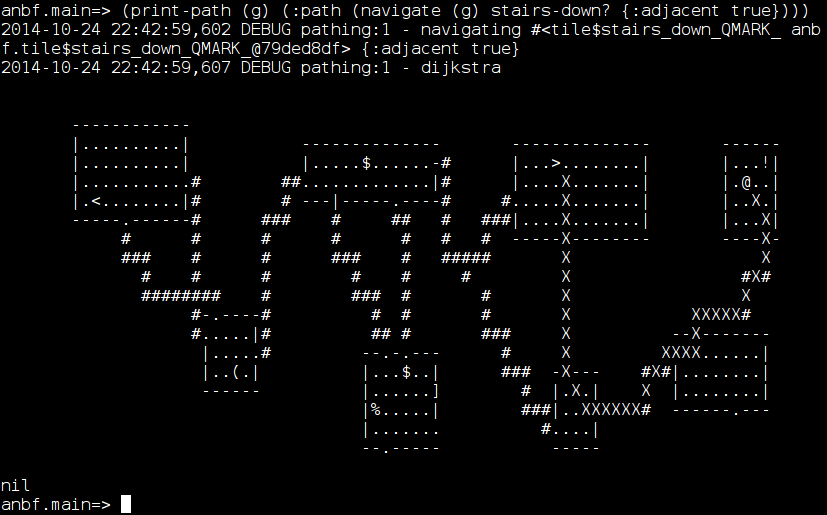 anbf.main=> (print-path (g) (:path (navigate (g) stairs-down? {:adjacent true})))
2014-10-24 22:42:59,602 DEBUG pathing:1 - navigating #<tile$stairs_down_QMARK_ anb
f.tile$stairs_down_QMARK_@79ded8df> {:adjacent true}
2014-10-24 22:42:59,607 DEBUG pathing:1 - dijkstra
       ------------
       |..........|           --------------       --------------       ------
       |..........|           |.....$......-#      |...>........|       |...!|
       |...........#        ##.............|#      |....X.......|       |.@..|
       |.<........|#        # ---|-----.----#     #.....X.......|       |..X.|
       -----.------#      ###    #     ##   #   ###|....X.......|       |...X|
            #      #      #      #      #   #   #  -----X--------       ----X-
            ###    #      #      ###    #   #####       X                   X
              #    #      #        #    #     #         X                 #X#
              ########    #        ###  #       #       X                 X
                   #-.----#          #  #       #       X            XXXXX#
                   #.....|#          ## #       ###     X          --X-------
                    |.....#         --.-.---      #     X         XXXX......|
                    |..(.|          |...$..|      ###  -X---    #X#|........|
                    ------          |......]        #  |.X.|    X  |........|
                                    |%.....|        ###|..XXXXXX#  ------.---
                                    |.......          #....|
                                    --.-----           -----
nil
anbf.main=>